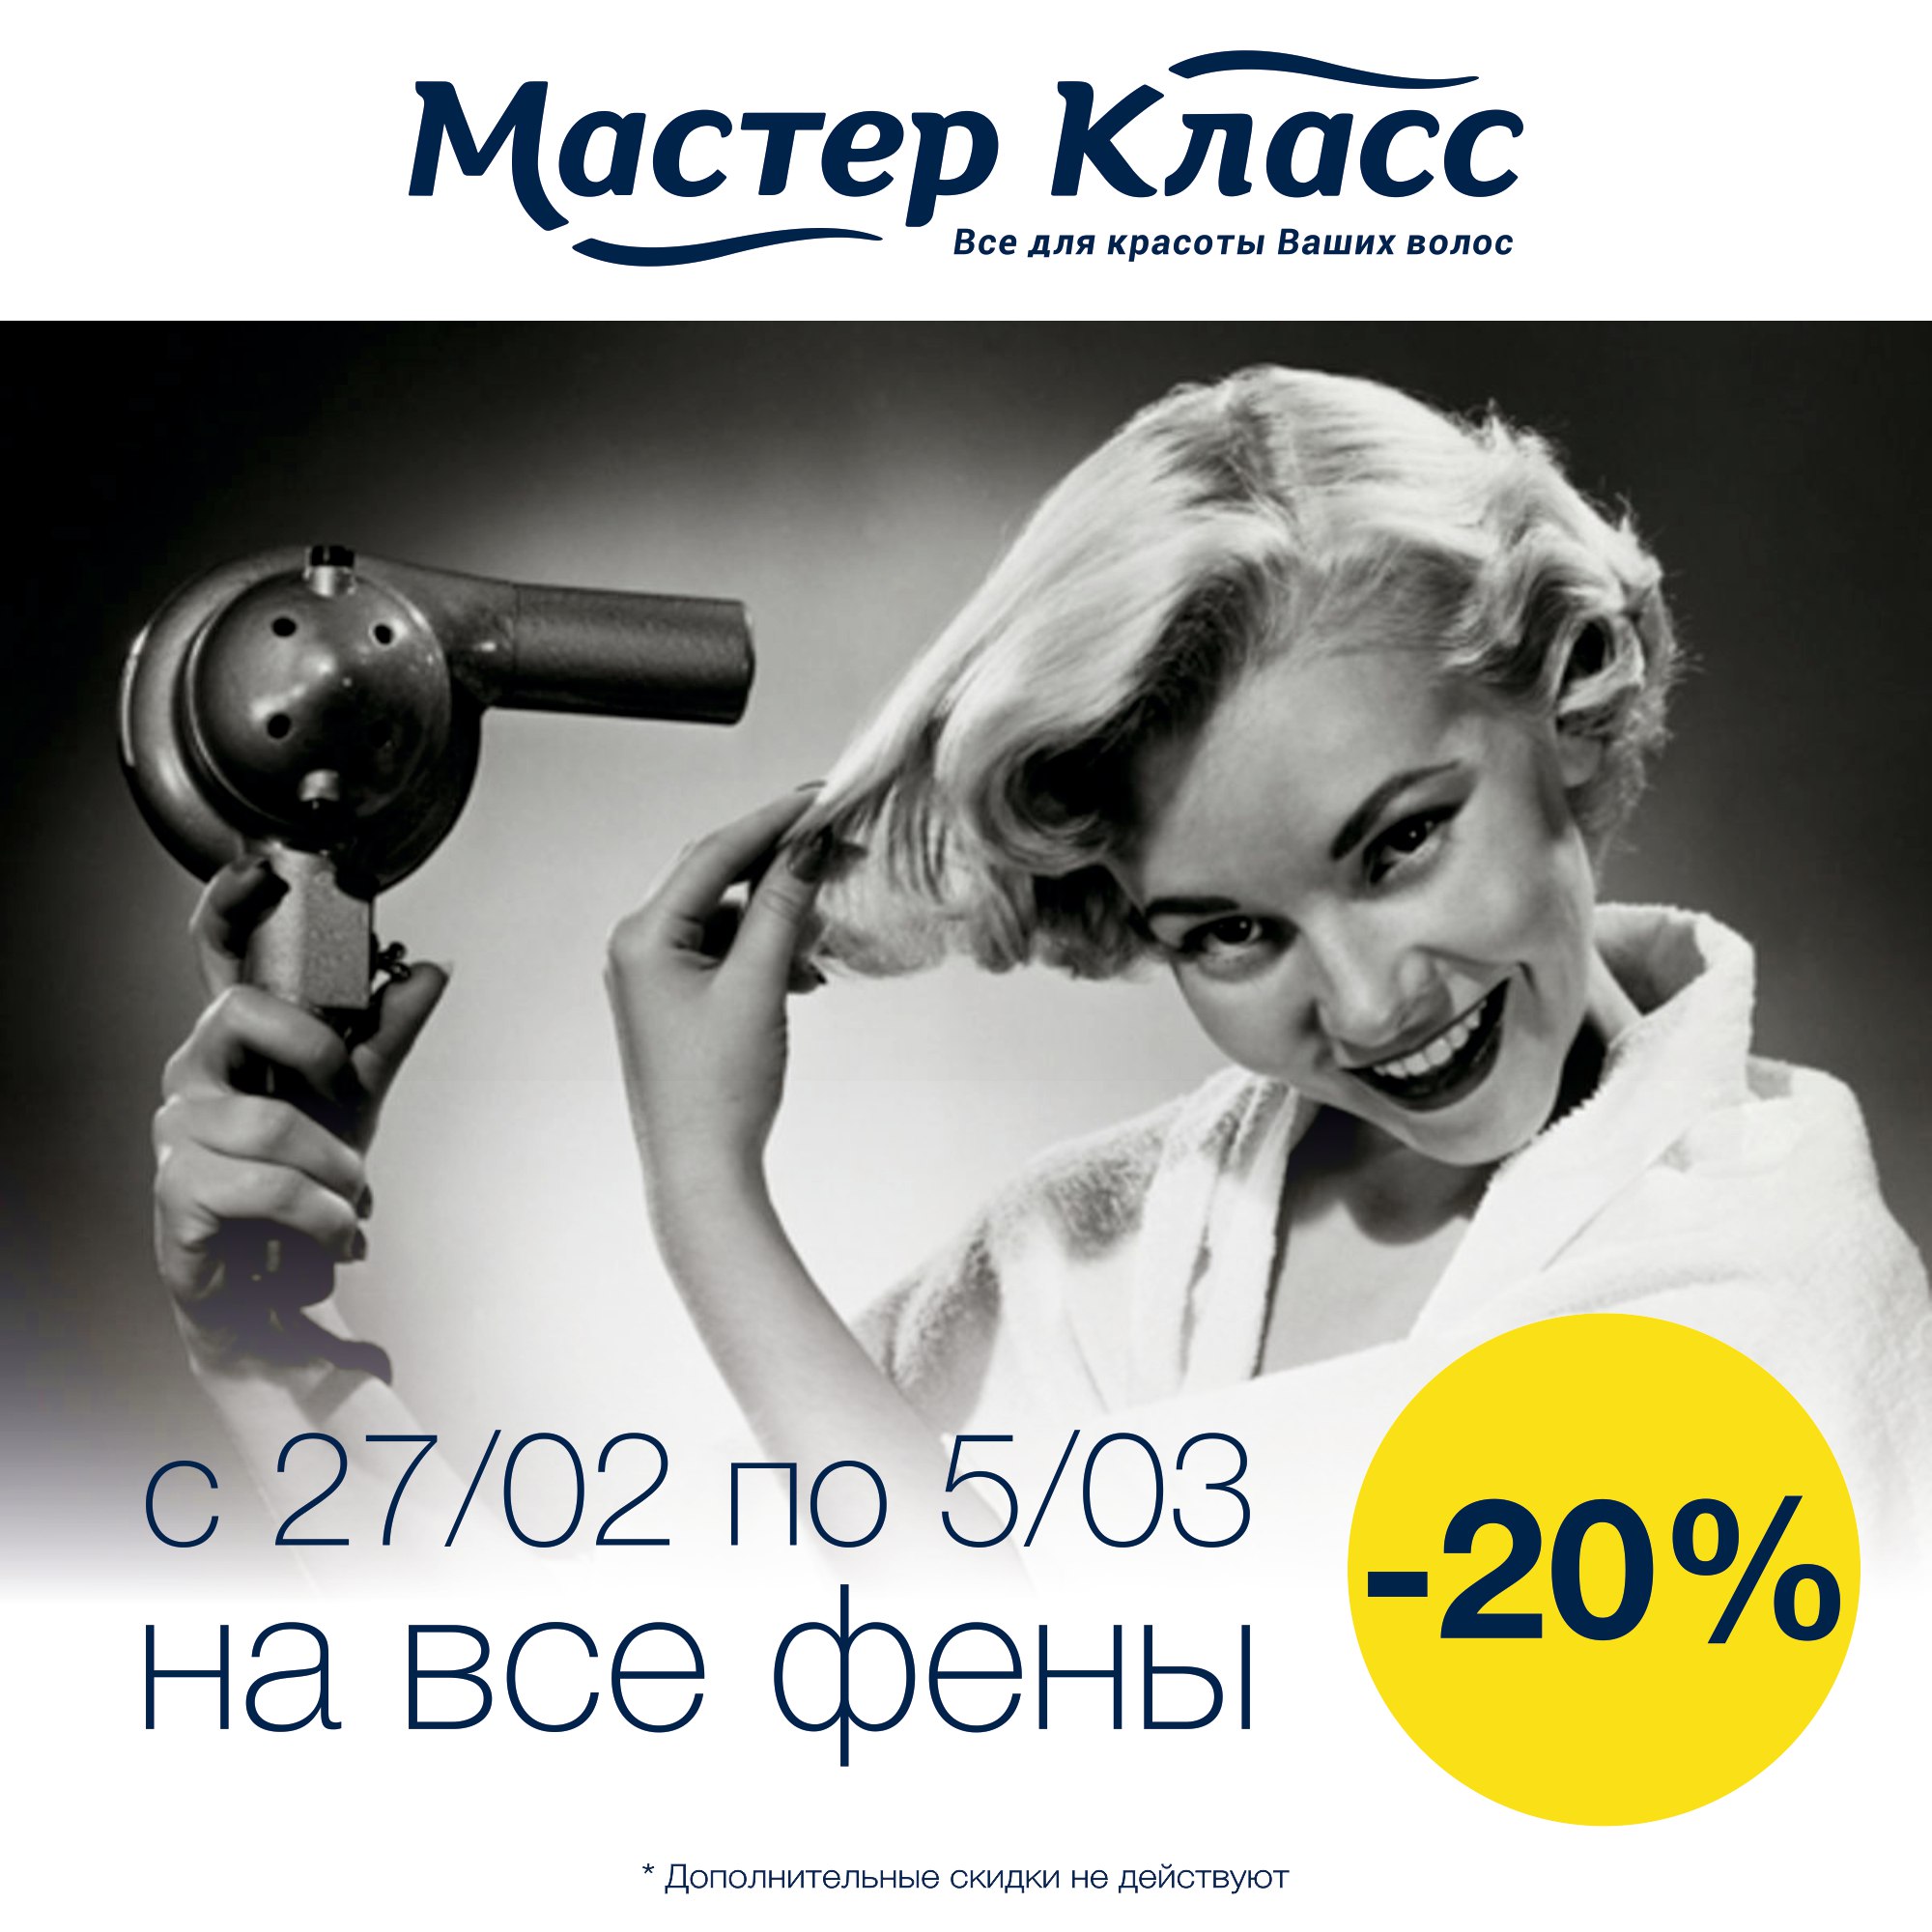 Мастер Класс
Все для красоты Ваших волос
с 27/02 по 5/03
на все фены
-20%
* Дополнительные скидки не действуют